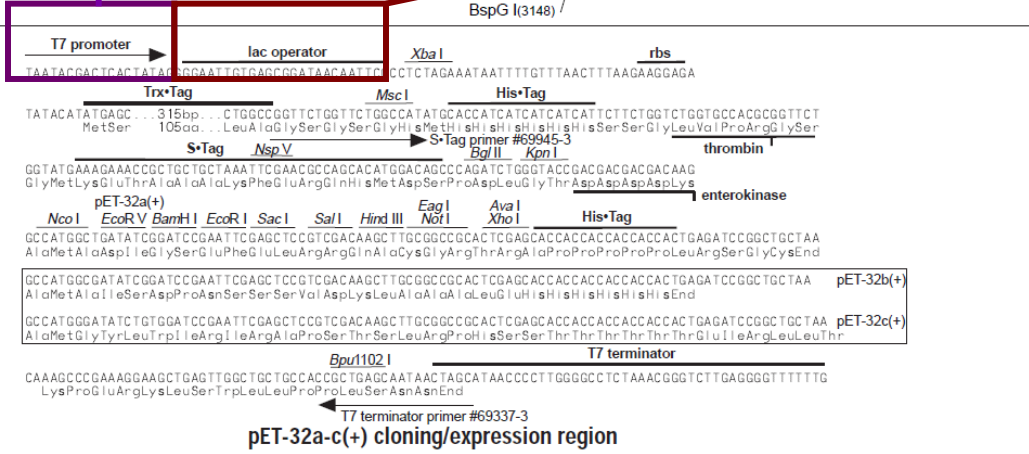 BspG I(3148)
T7 promoter lac operator Xba I rbs
TAATACGACTCACTATAGGGGAATTGTGAGCGGATAACAATTCCCCTCTAGAAATAATTTTGTTTAACTTTAAGAAGGAGA
Trx•Tag Msc I His•Tag
TATACATATGAGC...315bp...CTGGCCGGTTCTGGTTCTGGCCATATGCACCATCATCATCATCATTCTTCTGGTCTGGTGCCACGCGGTTCT
MetSer 105aa...LeuAlaGlySerGlySerGlyHisMetHisHisHisHisHisHisSerSerGlyLeuValProArgGlySer
S•Tag primer #69945-3
S•Tag NspV Bgl II Kpn I thrombin
GGTATGAAAGAAACCGCTGCTGCTAAATTCGAACGCCAGCACATGGACAGCCCAGATCTGGGTACCGACGACGACGACAAG
GlyMetLysGluThrAlaAlaAlaLysPheGluArgGlnHisMetAspSerProAspLeuGlyThrAspAspAspAspLys
enterokinase
pET-32a(+) Eag I Ava I
Nco I EcoR V BamH I EcoR I Sac I Sal I Hind III Not I Xho I His•Tag
GCCATGGCTGATATCGGATCCGAATTCGAGCTCCGTCGACAAGCTTGCGGCCGCACTCGAGCACCACCACCACCACCACTGAGATCCGGCTGCTAA
AlaMetAlaAspIleGlySerGluPheGluLeuArgArgGlnAlaCysGlyArgThrArgAlaProProProProProLeuArgSerGlyCysEnd
GCCATGGCGATATCGGATCCGAATTCGAGCTCCGTCGACAAGCTTGCGGCCGCACTCGAGCACCACCACCACCACCACTGAGATCCGGCTGCTAA pET-32b(+)
AlaMetAlaIleSerAspProAsnSerSerSerValAspLysLeuAlaAlaAlaLeuGluHisHisHisHisHisHisEnd
GCCATGGGATATCTGTGGATCCGAATTCGAGCTCCGTCGACAAGCTTGCGGCCGCACTCGAGCACCACCACCACCACCACTGAGATCCGGCTGCTAA pET-32c(+)
AlaMetGlyTyrLeuTrpIleArgIleArgAlaProSerThrSerLeuArgProHisSerSerThrThrThrThrThrThrGluIleArgLeuLeuThr
Bpu1102 I T7 terminator
CAAAGCCCGAAAGGAAGCTGAGTTGGCTGCTGCCACCGCTGAGCAATAACTAGCATAACCCCTTGGGGCCTCTAAACGGGTCTTGAGGGGTTTTTTG
LysProGluArgLysLeuSerTrpLeuLeuProProLeuSerAsnAsnEnd
T7 terminator primer #69337-3
pET-32a-c(+) cloning/expression region